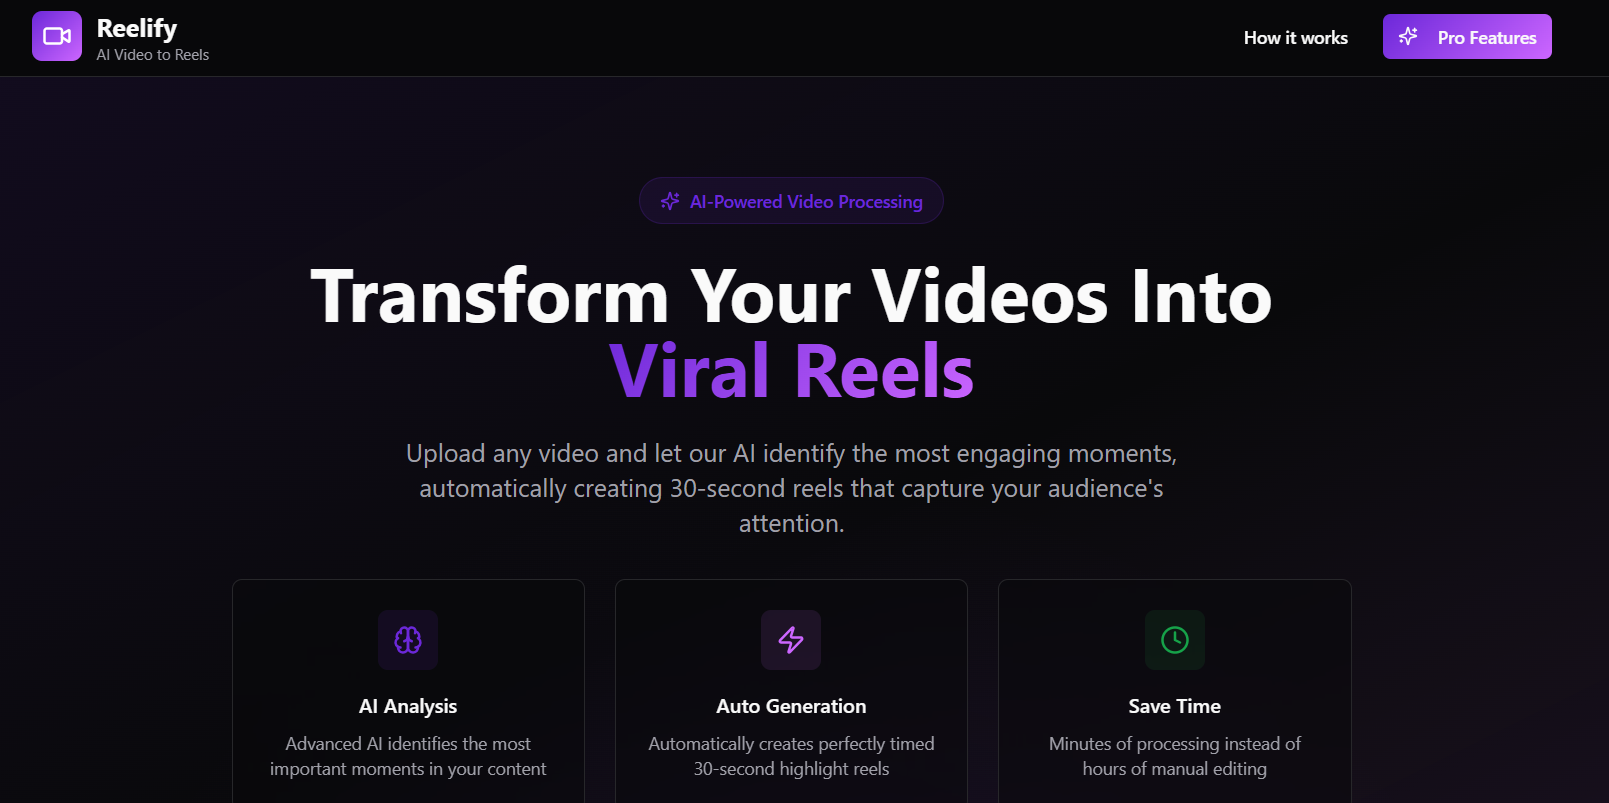 Reelify
AI Video to Reels
How it works
Pro Features
AI-Powered Video Processing
Transform Your Videos Into
Viral Reels
Upload any video and let our AI identify the most engaging moments,
automatically creating 30-second reels that capture your audience's
attention.
AI Analysis
Advanced AI identifies the most
important moments in your content
Auto Generation
Automatically creates perfectly timed
30-second highlight reels
Save Time
Minutes of processing instead of
hours of manual editing